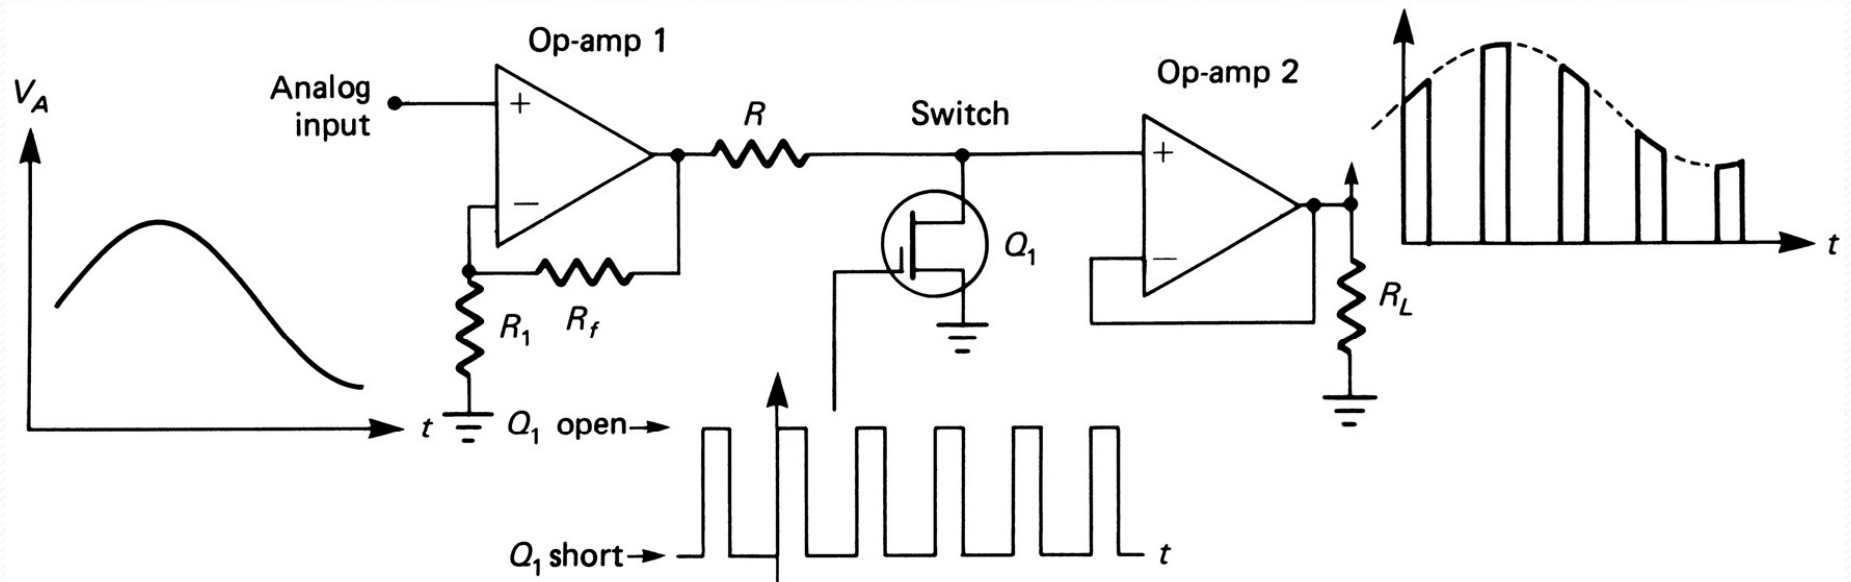 Op-amp 1
V_A
Analog
input
+
R
Switch
Op-amp 2
+
−
Q_1
−
R_1
R_f
R_L
t
t
Q_1 open
Q_1 short
t